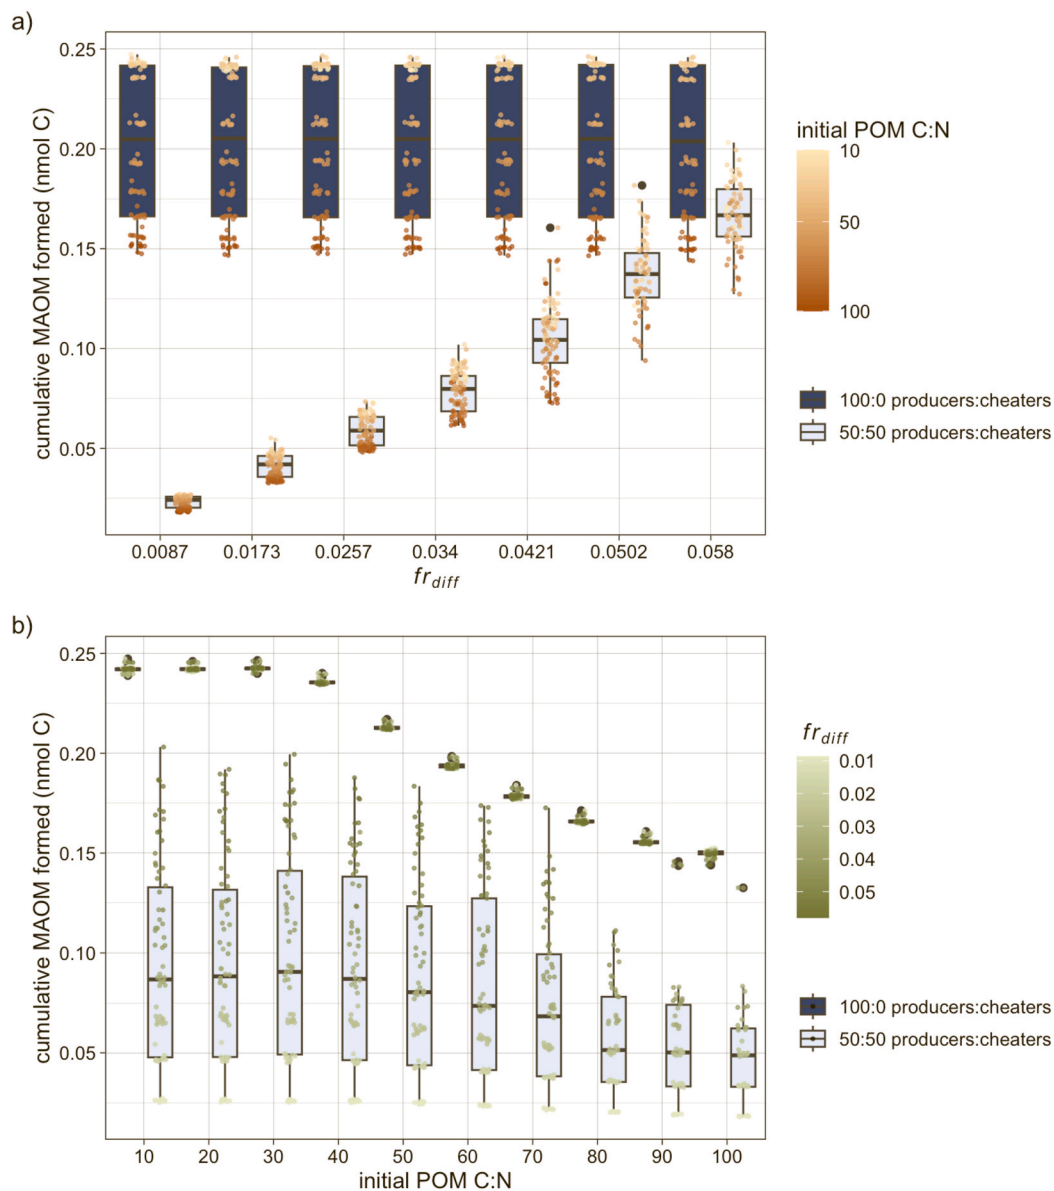 a)
cumulative MAOM formed (nmol C)
0.25
0.20
0.15
0.10
0.05
0.0087 0.0173 0.0257 0.034 0.0421 0.0502 0.058
fr_diff
initial POM C:N
10
50
100
100:0 producers:cheaters
50:50 producers:cheaters
b)
cumulative MAOM formed (nmol C)
0.25
0.20
0.15
0.10
0.05
10 20 30 40 50 60 70 80 90 100
initial POM C:N
fr_diff
0.01
0.02
0.03
0.04
0.05
100:0 producers:cheaters
50:50 producers:cheaters